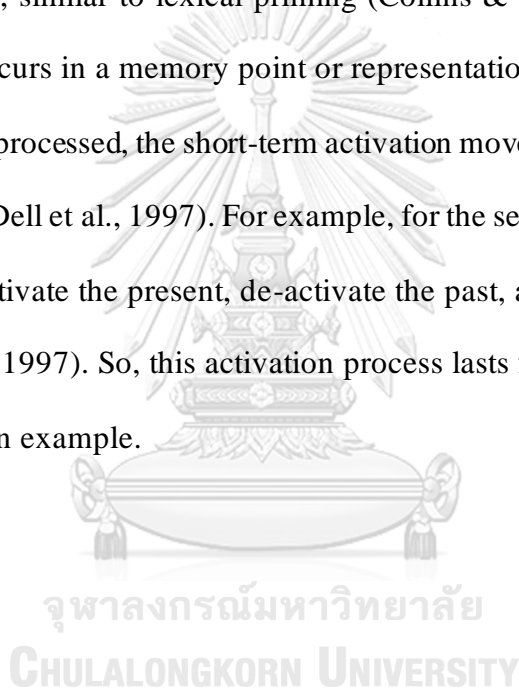 similar to lexical priming (Collins &
curs in a memory point or representatio
processed, the short-term activation move
Dell et al., 1997). For example, for the se
tivate the present, de-activate the past, a
1997). So, this activation process lasts
n example.
จุฬาลงกรณ์มหาวิทยาลัย
CHULALONGKORN UNIVERSITY